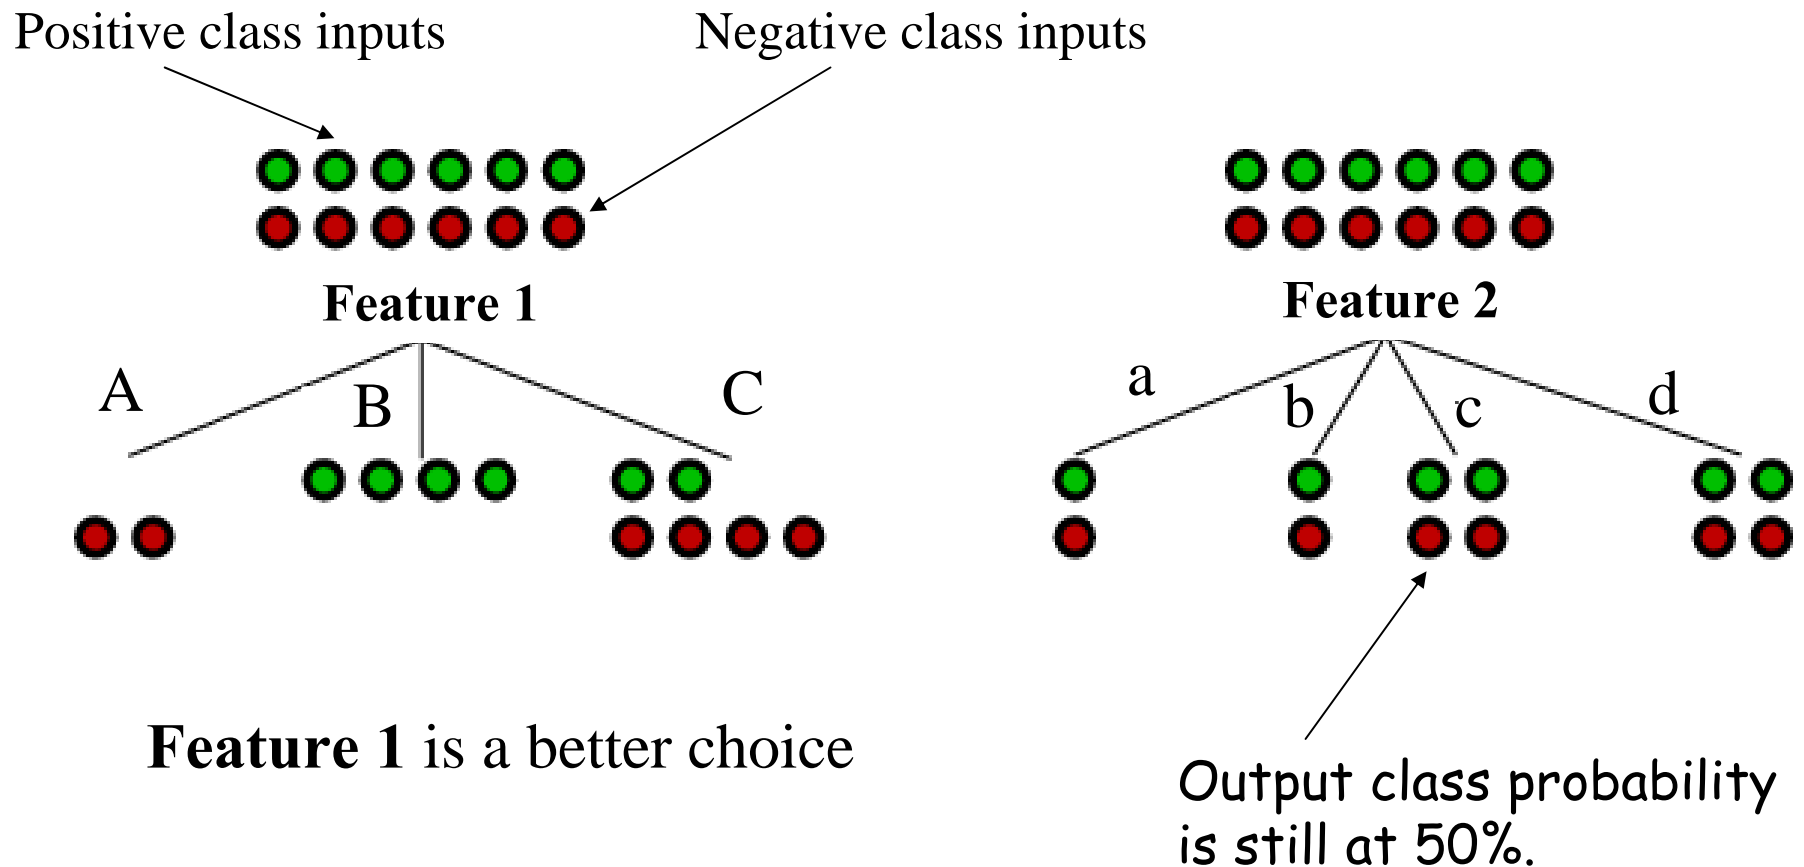 Positive class inputs
Negative class inputs
Feature 1
Feature 2
A
B
C
a
b
c
d
Feature 1 is a better choice
Output class probability
is still at 50%.